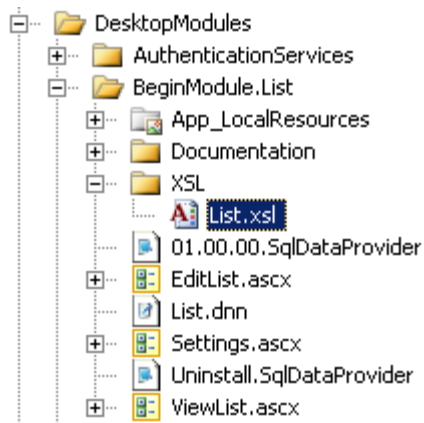 DesktopModules
AuthenticationServices
BeginModule.List
App_LocalResources
Documentation
XSL
List.xsl
01.00.00.SqlDataProvider
EditList.ascx
List.dnn
Settings.ascx
Uninstall.SqlDataProvider
ViewList.ascx